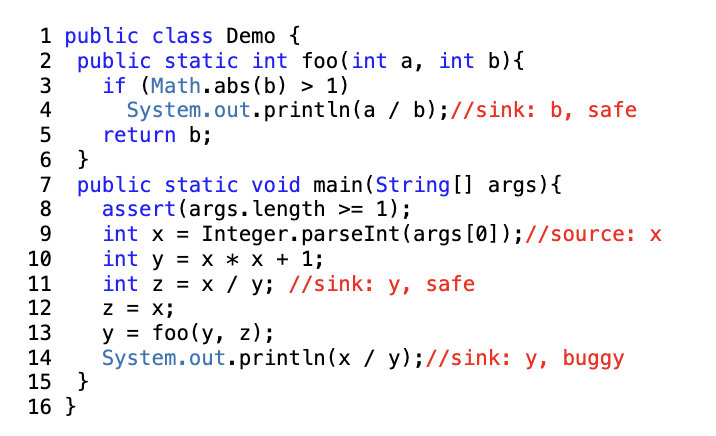 1 public class Demo {
2 public static int foo(int a, int b){
3 if (Math.abs(b) > 1)
4 System.out.println(a / b);//sink: b, safe
5 return b;
6 }
7 public static void main(String[] args){
8 assert(args.length >= 1);
9 int x = Integer.parseInt(args[0]);//source: x
10 int y = x * x + 1;
11 int z = x / y; //sink: y, safe
12 z = x;
13 y = foo(y, z);
14 System.out.println(x / y);//sink: y, buggy
15 }
16 }